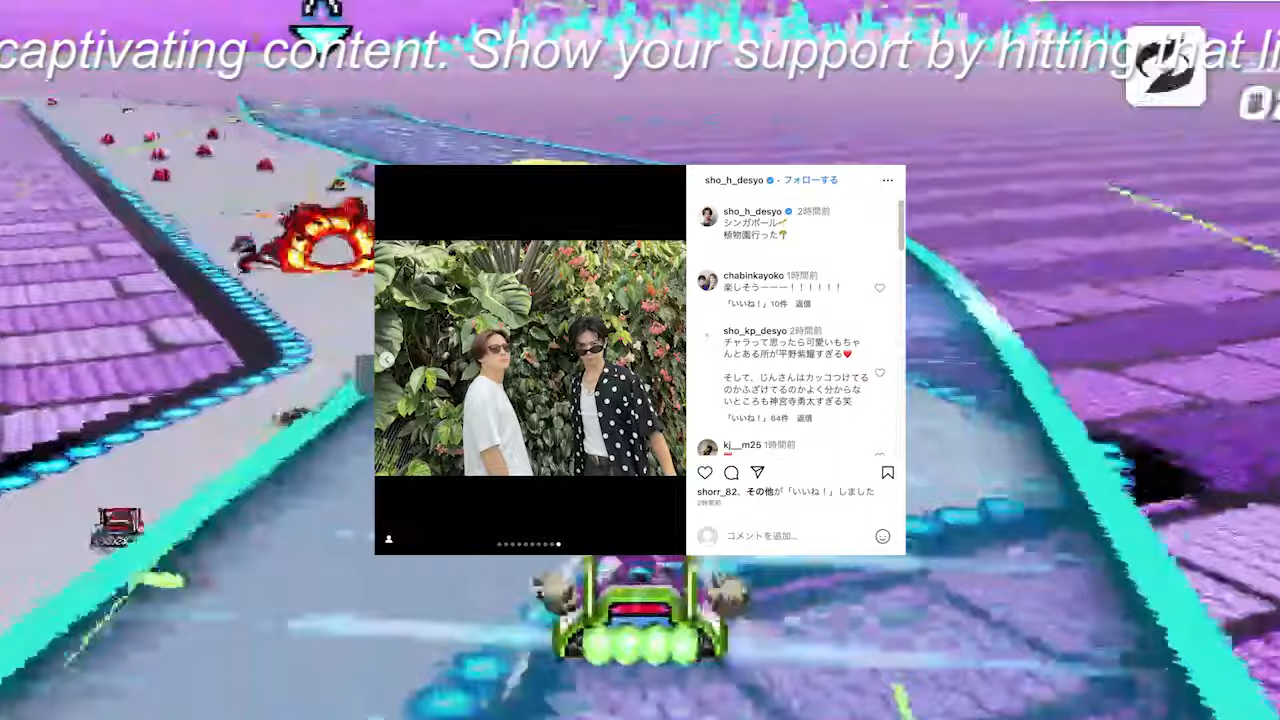 captivating content. Show your support by hitting that li
sho_h_desyo • フォローする
sho_h_desyo 2時間前
シンガポール
植物園行った
chabinkayoko 1時間前
楽しそうーーー！！！！！！
「いいね！」10件 返信
sho_kp_desyo 2時間前
チャラって思ったら可愛いもちゃ
んとある所が平野紫耀すぎる❤️
そして、じんさんはカッコつけてる
のかふざけてるのかよく分からな
いところも神宮寺勇太すぎる笑
「いいね！」64件 返信
kj__m25 1時間前
shorr_82、その他が「いいね！」しました
2時間前
コメントを追加...